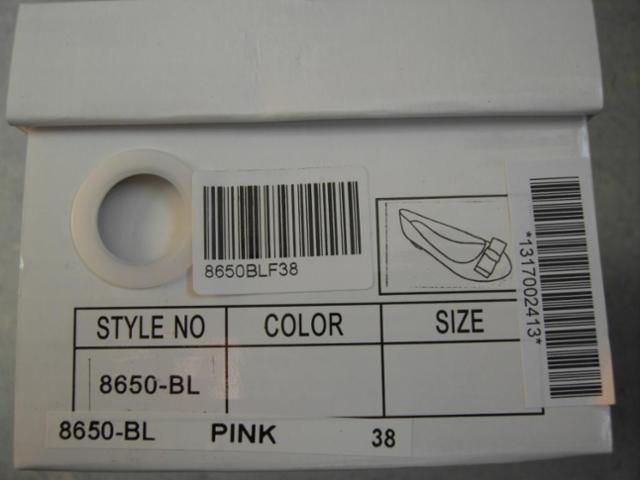 8650BLF38
*1317002413*
STYLE NO COLOR SIZE
8650-BL
8650-BL PINK 38